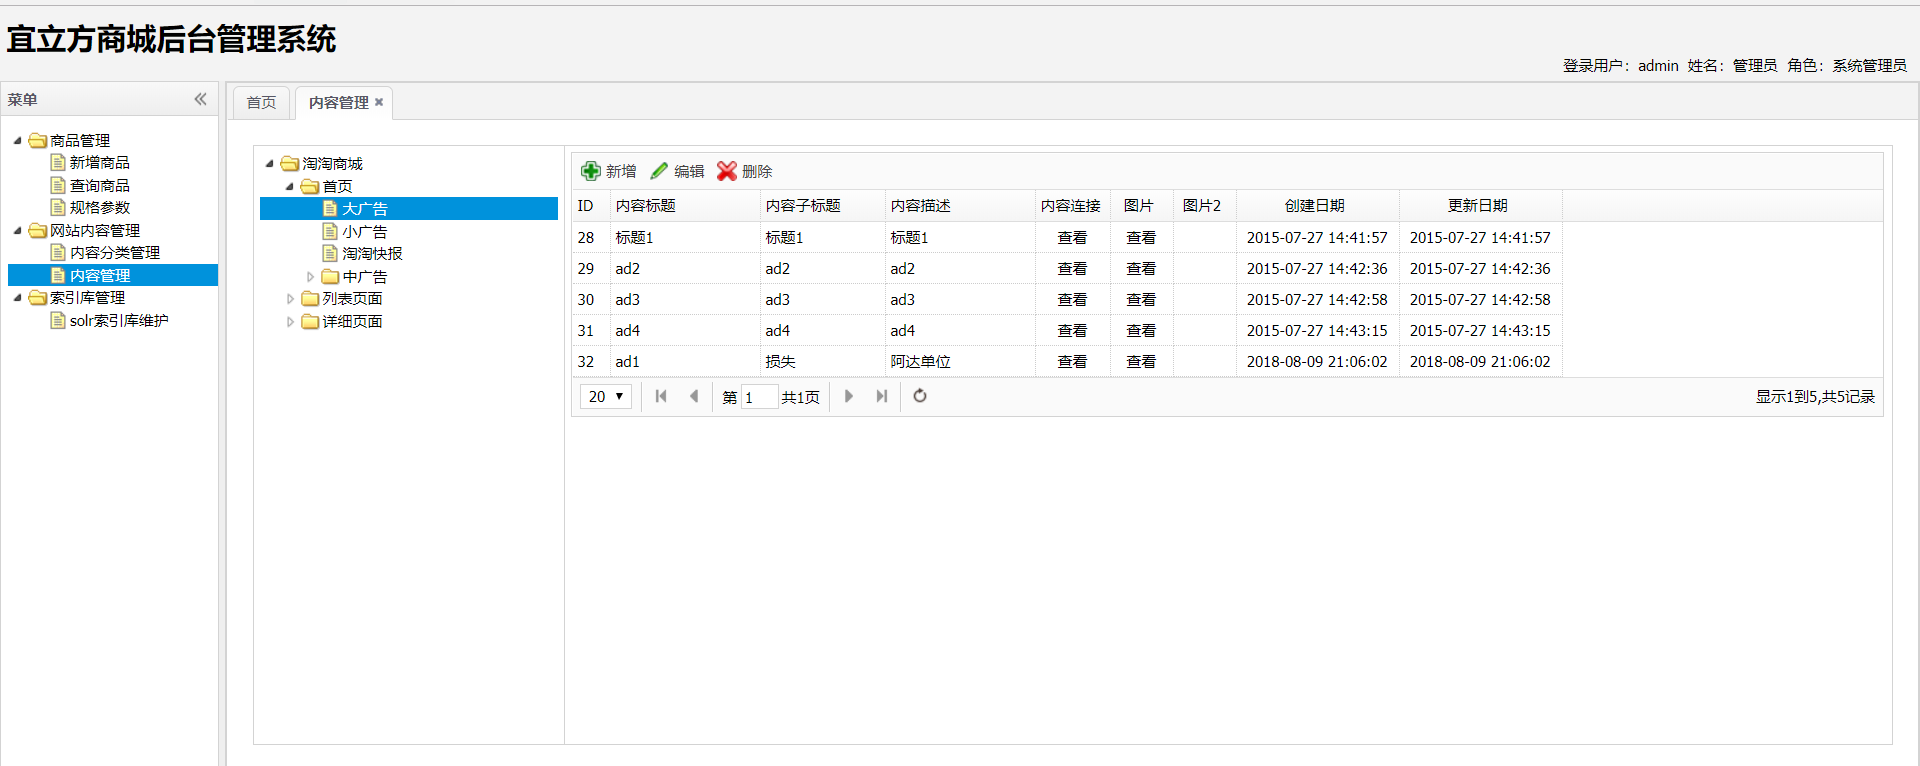 宜立方商城后台管理系统
登录用户：admin 姓名：管理员 角色：系统管理员
菜单
商品管理
新增商品
查询商品
规格参数
网站内容管理
内容分类管理
内容管理
索引库管理
solr索引库维护
首页 内容管理
淘淘商城
首页
大广告
小广告
淘淘快报
中广告
列表页面
详细页面
新增 编辑 删除
ID 内容标题 内容子标题 内容描述 内容连接 图片 图片2 创建日期 更新日期
28 标题1 标题1 标题1 查看 查看 2015-07-27 14:41:57 2015-07-27 14:41:57
29 ad2 ad2 ad2 查看 查看 2015-07-27 14:42:36 2015-07-27 14:42:36
30 ad3 ad3 ad3 查看 查看 2015-07-27 14:42:58 2015-07-27 14:42:58
31 ad4 ad4 ad4 查看 查看 2015-07-27 14:43:15 2015-07-27 14:43:15
32 ad1 损失 阿达单位 查看 查看 2018-08-09 21:06:02 2018-08-09 21:06:02
20 第 1 共1页 显示1到5,共5记录